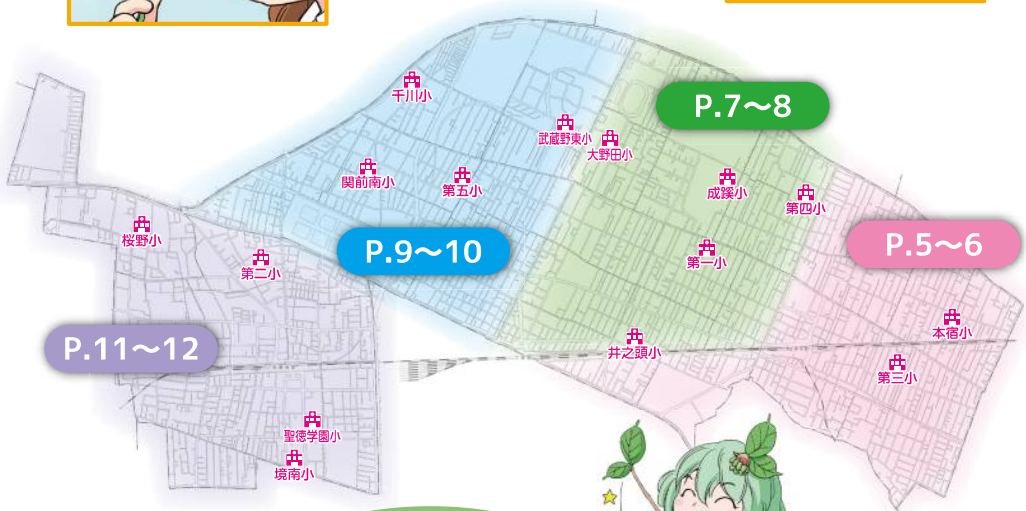 千川小
P.7～8
武蔵野東小
大野田小
関前南小
第五小
成蹊小
第四小
桜野小
第二小
P.9～10
第一小
P.5～6
本宿小
P.11～12
井之頭小
第三小
聖徳学園小
境南小